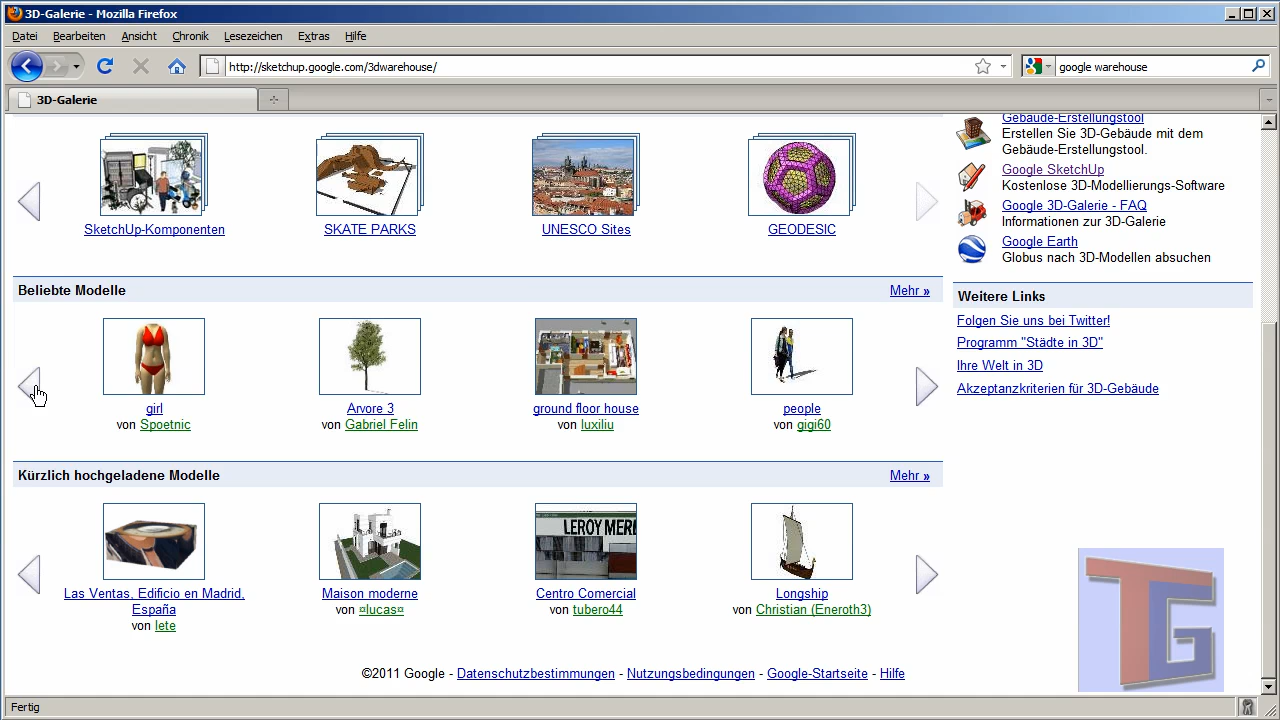 3D-Galerie - Mozilla Firefox
Datei Bearbeiten Ansicht Chronik Lesezeichen Extras Hilfe
http://sketchup.google.com/3dwarehouse/
google warehouse
3D-Galerie
SketchUp-Komponenten
SKATE PARKS
UNESCO Sites
GEODESIC
Gebäude-Erstellungstool
Erstellen Sie 3D-Gebäude mit dem
Gebäude-Erstellungstool.
Google SketchUp
Kostenlose 3D-Modellierungs-Software
Google 3D-Galerie - FAQ
Informationen zur 3D-Galerie
Google Earth
Globus nach 3D-Modellen absuchen
Beliebte Modelle
Mehr »
girl
von Spoetnic
Arvore 3
von Gabriel Felin
ground floor house
von luxiliu
people
von gigi60
Weitere Links
Folgen Sie uns bei Twitter!
Programm "Städte in 3D"
Ihre Welt in 3D
Akzeptanzkriterien für 3D-Gebäude
Kürzlich hochgeladene Modelle
Mehr »
Las Ventas, Edificio en Madrid,
España
von lete
Maison moderne
von ¤lucas¤
LEROY MER
Centro Comercial
von tubero44
Longship
von Christian (Eneroth3)
©2011 Google - Datenschutzbestimmungen - Nutzungsbedingungen - Google-Startseite - Hilfe
TG
Fertig